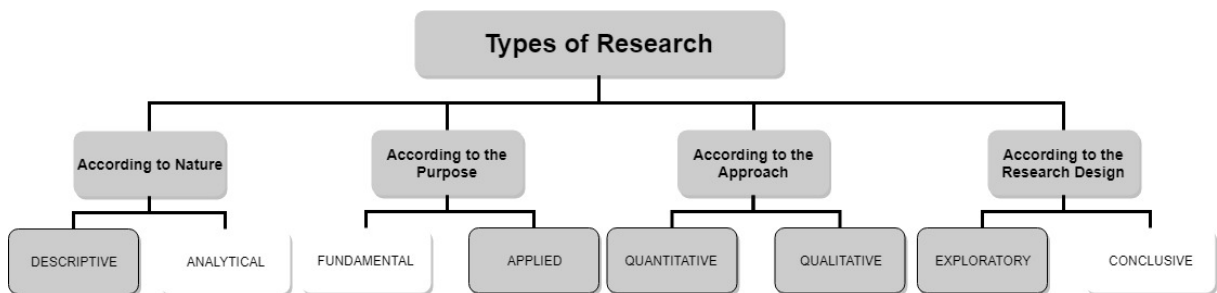 Types of Research
According to Nature
According to the
Purpose
According to the
Approach
According to the
Research Design
DESCRIPTIVE
ANALYTICAL
FUNDAMENTAL
APPLIED
QUANTITATIVE
QUALITATIVE
EXPLORATORY
CONCLUSIVE